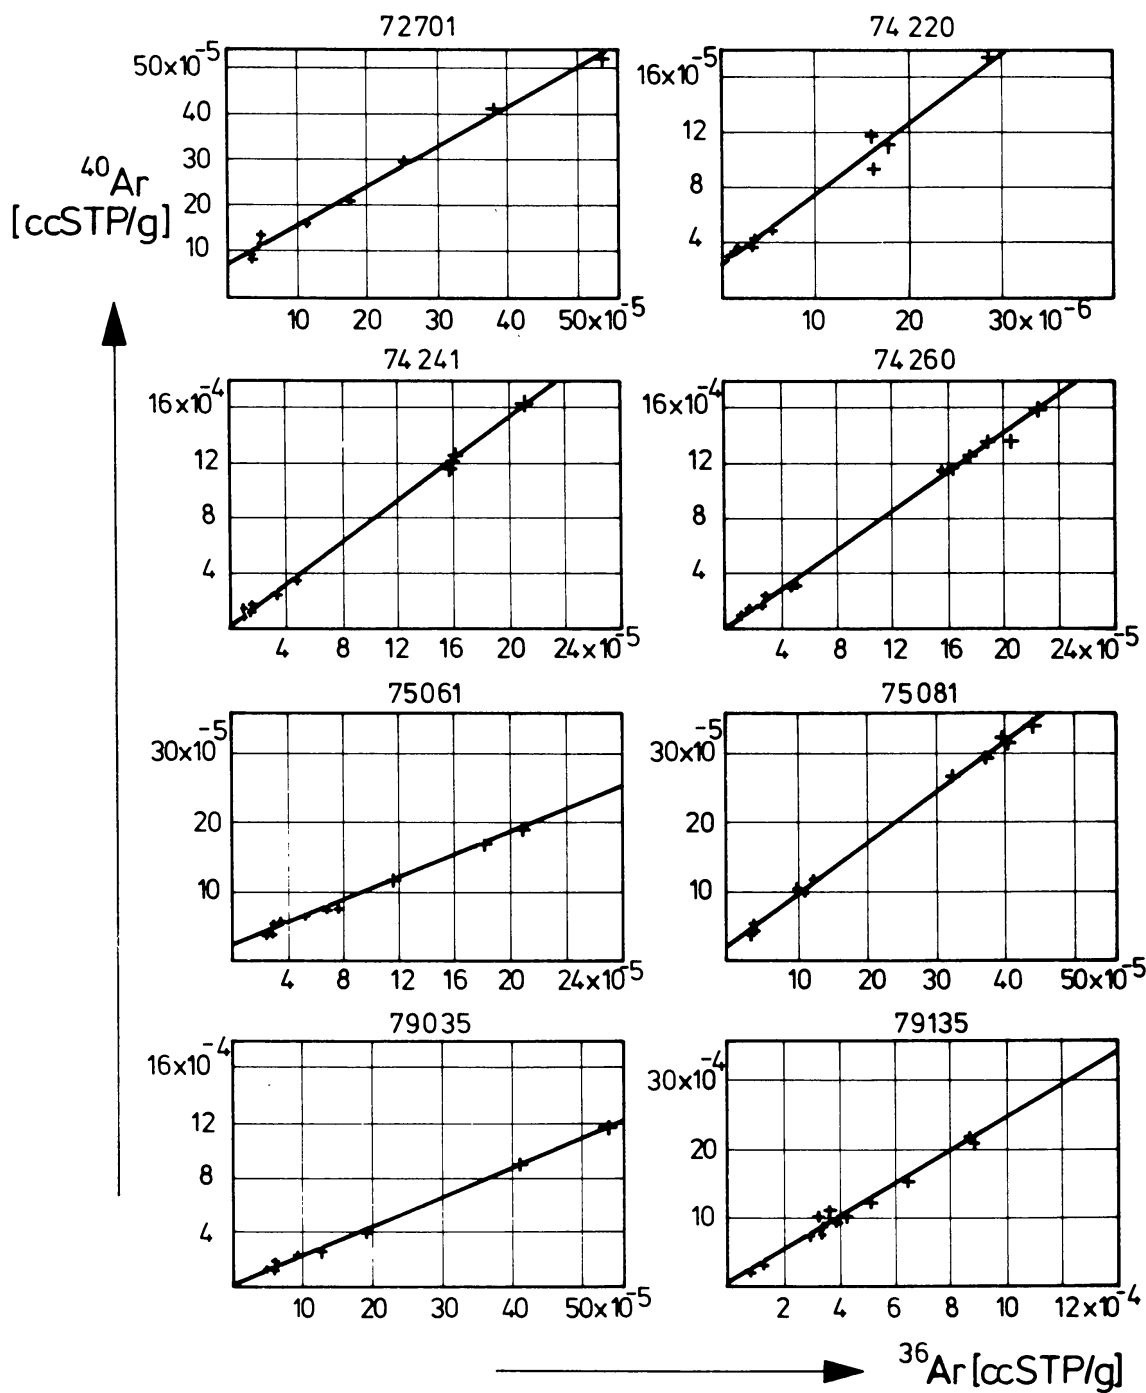 72701
50x10⁻⁵
40
30
20
10
10 20 30 40 50x10⁻⁵
74 220
16x10⁻⁵
12
8
4
10 20 30x10⁻⁶
⁴⁰Ar
[ccSTP/g]
74 241
16x10⁻⁴
12
8
4
4 8 12 16 20 24x10⁻⁵
74 260
16x10⁻⁴
12
8
4
4 8 12 16 20 24x10⁻⁵
75061
30x10⁻⁵
20
10
4 8 12 16 20 24x10⁻⁵
75081
30x10⁻⁵
20
10
10 20 30 40 50x10⁻⁵
79035
16x10⁻⁴
12
8
4
10 20 30 40 50x10⁻⁵
79135
30x10⁻⁴
20
10
2 4 6 8 10 12x10⁻⁴
³⁶Ar [ccSTP/g]